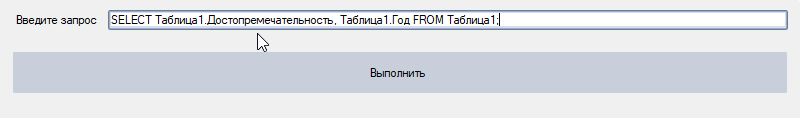 Введите запрос SELECT Таблица1.Достопремечательность, Таблица1.Год FROM Таблица1;
Выполнить